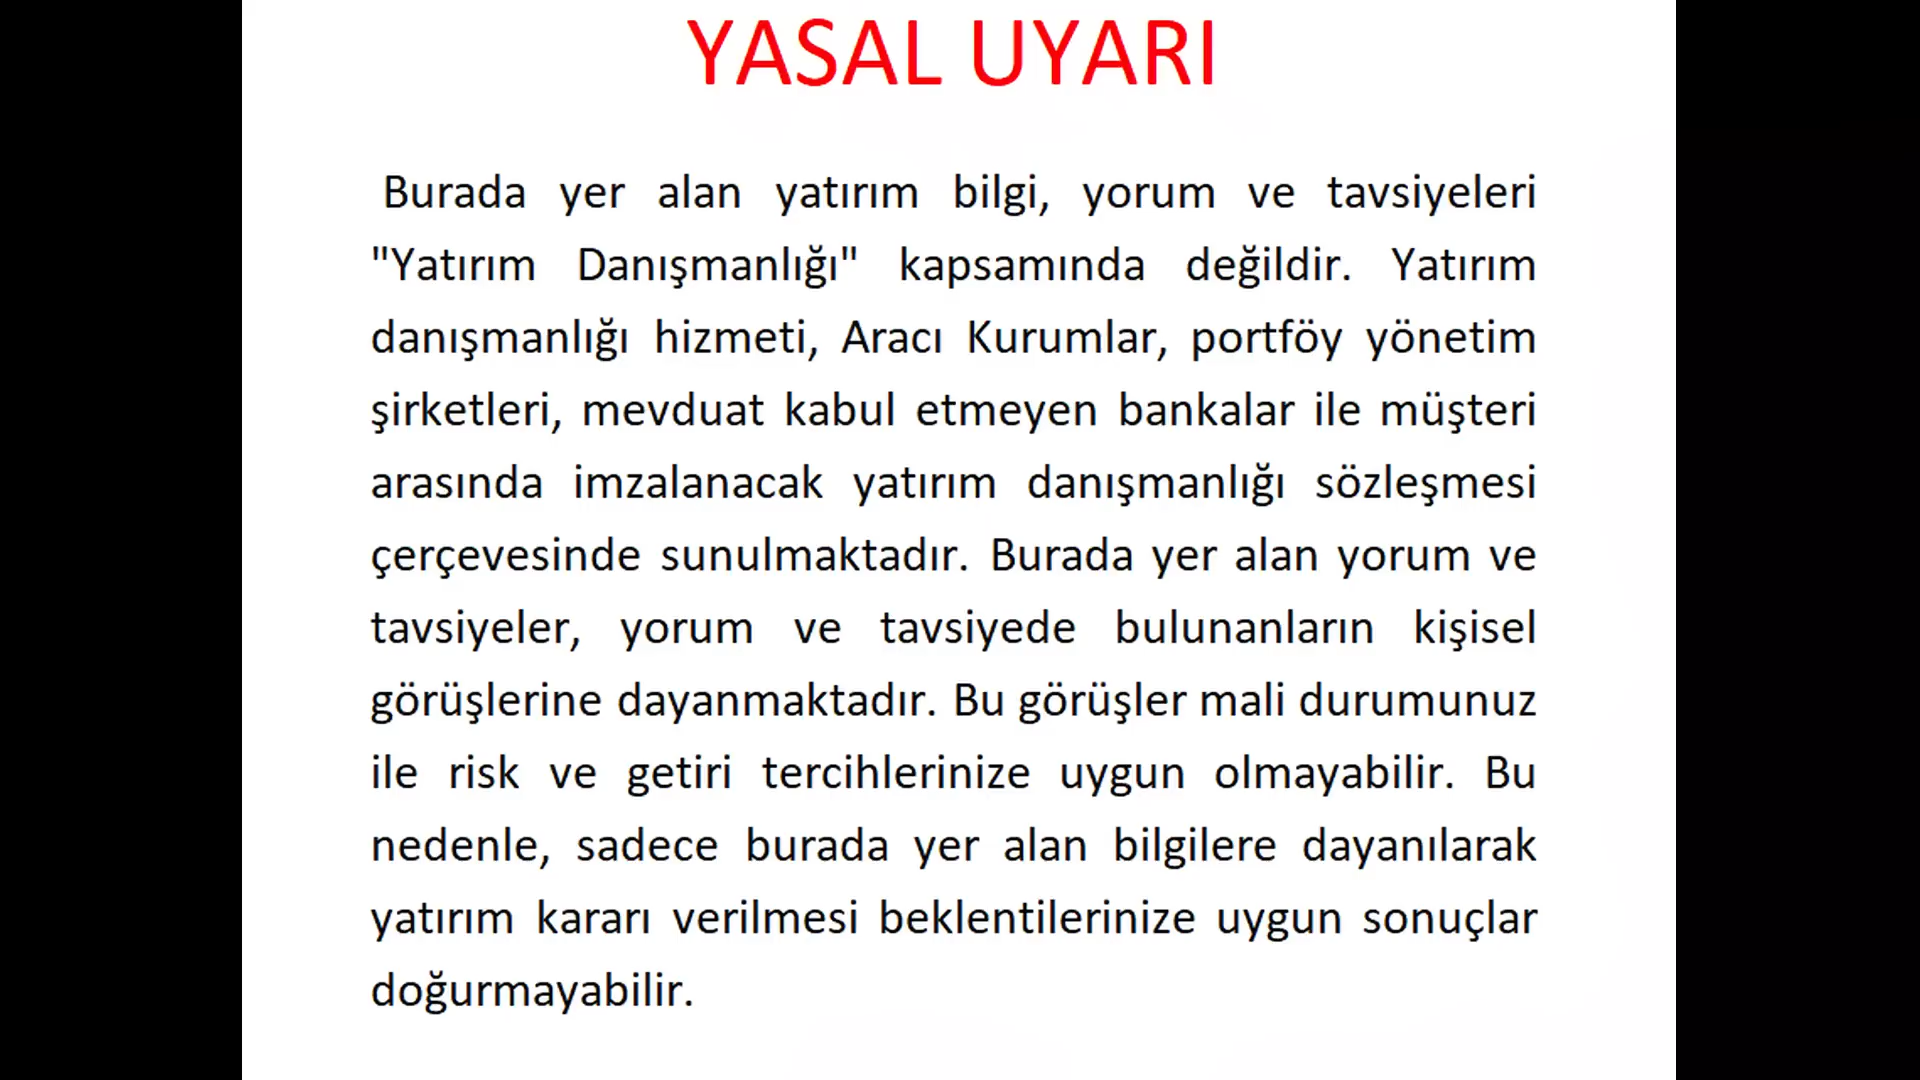 YASAL UYARI
Burada yer alan yatırım bilgi, yorum ve tavsiyeleri
"Yatırım Danışmanlığı" kapsamında değildir. Yatırım
danışmanlığı hizmeti, Aracı Kurumlar, portföy yönetim
şirketleri, mevduat kabul etmeyen bankalar ile müşteri
arasında imzalanacak yatırım danışmanlığı sözleşmesi
çerçevesinde sunulmaktadır. Burada yer alan yorum ve
tavsiyeler, yorum ve tavsiyede bulunanların kişisel
görüşlerine dayanmaktadır. Bu görüşler mali durumunuz
ile risk ve getiri tercihlerinize uygun olmayabilir. Bu
nedenle, sadece burada yer alan bilgilere dayanılarak
yatırım kararı verilmesi beklentilerinize uygun sonuçlar
doğurmayabilir.